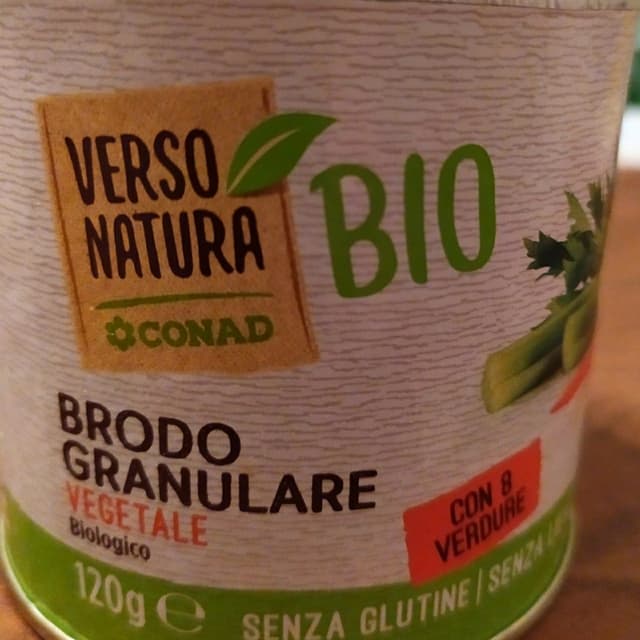 VERSO
NATURA
CONAD
BIO
BRODO
GRANULARE
VEGETALE
Biologico
CON 8
VERDURE
120g ℮
SENZA GLUTINE | SENZA